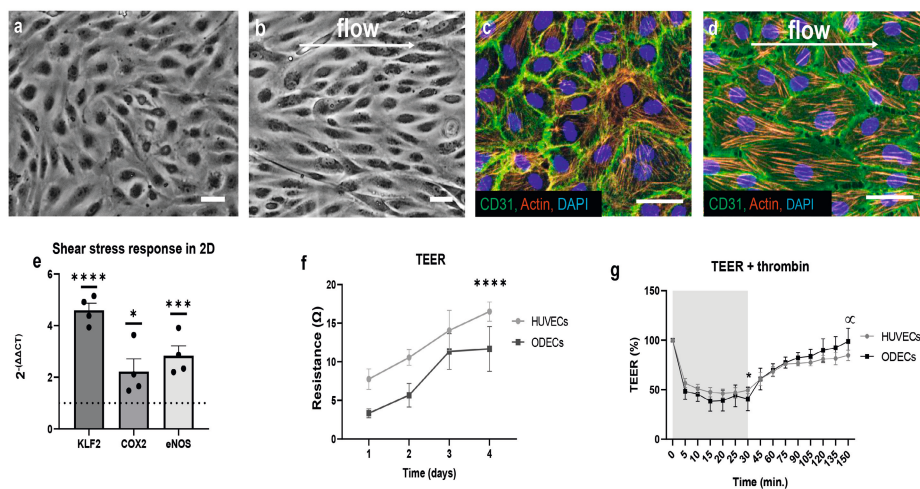 a
b
flow
c
CD31, Actin, DAPI
d
flow
CD31, Actin, DAPI
e
Shear stress response in 2D
****
*
***
6
4
2
0
2-(ΔΔCT)
KLF2
COX2
eNOS
f
TEER
****
20
15
10
5
0
Resistance (Ω)
HUVECs
ODECs
1
2
3
4
Time (days)
g
TEER + thrombin
150
100
50
0
TEER (%)
*
∝
HUVECs
ODECs
0
5
10
15
20
25
30
45
60
75
90
105
120
135
150
Time (min.)